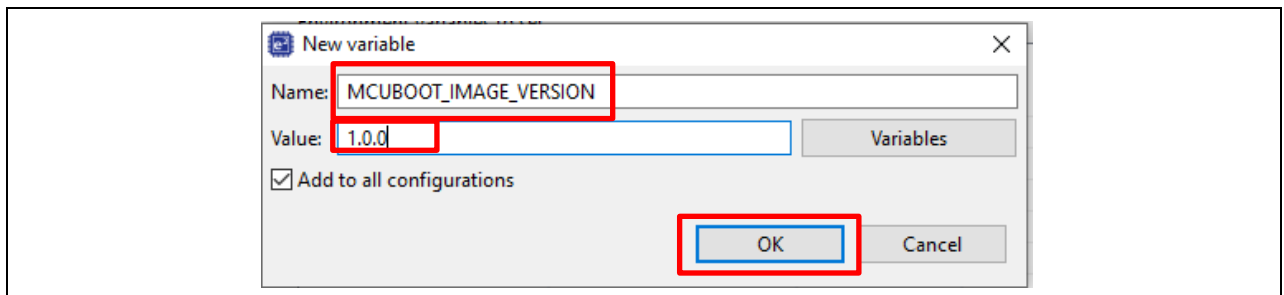 New variable
Name: MCUBOOT_IMAGE_VERSION
Value: 1.0.0 Variables
Add to all configurations
OK Cancel